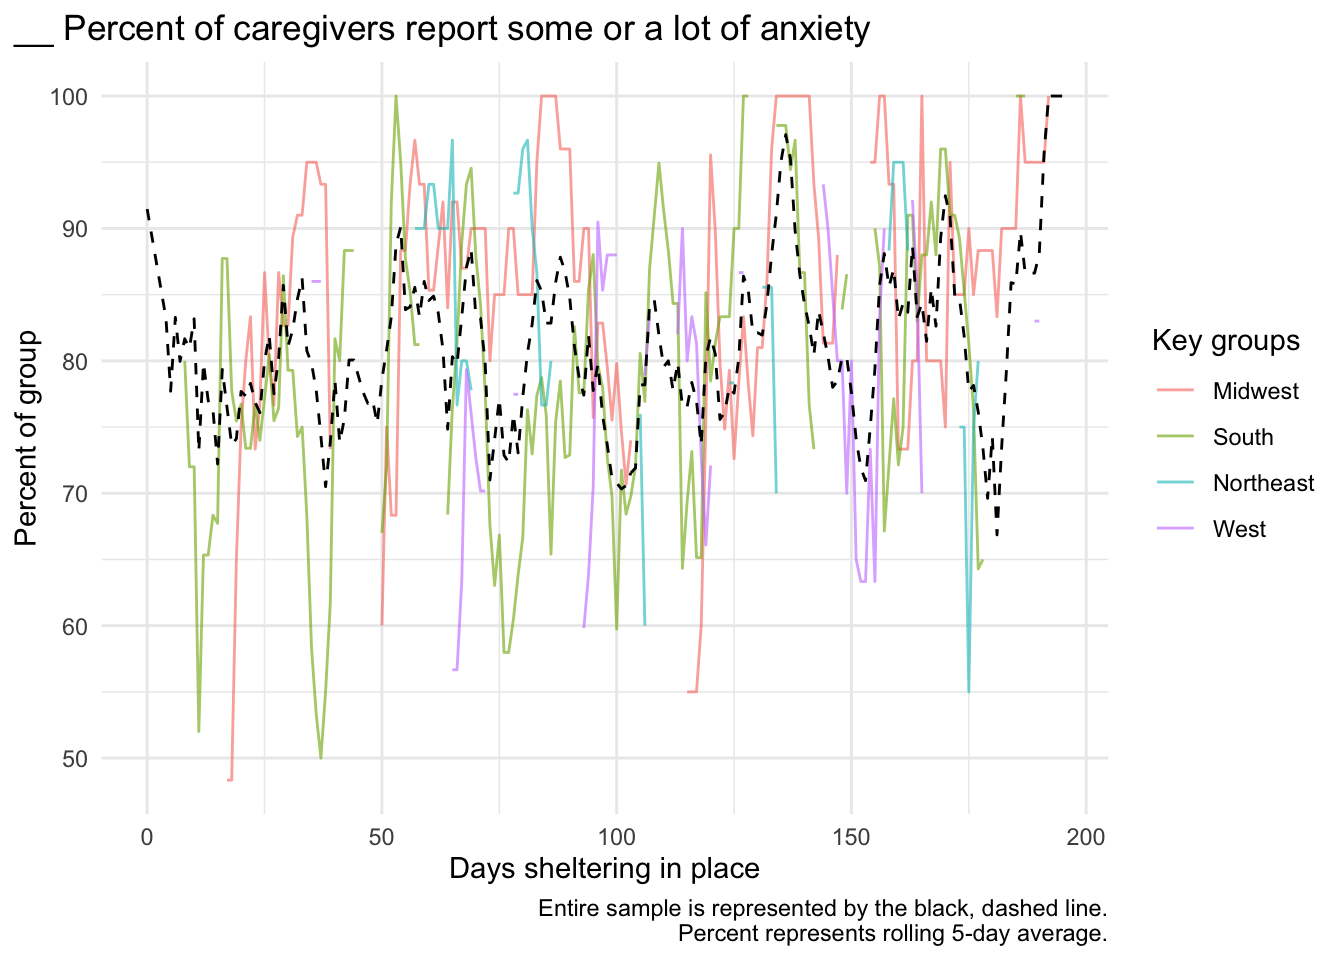 __ Percent of caregivers report some or a lot of anxiety
Percent of group
100
90
80
70
60
50
0
50
100
150
200
Days sheltering in place
Key groups
Midwest
South
Northeast
West
Entire sample is represented by the black, dashed line.
Percent represents rolling 5-day average.